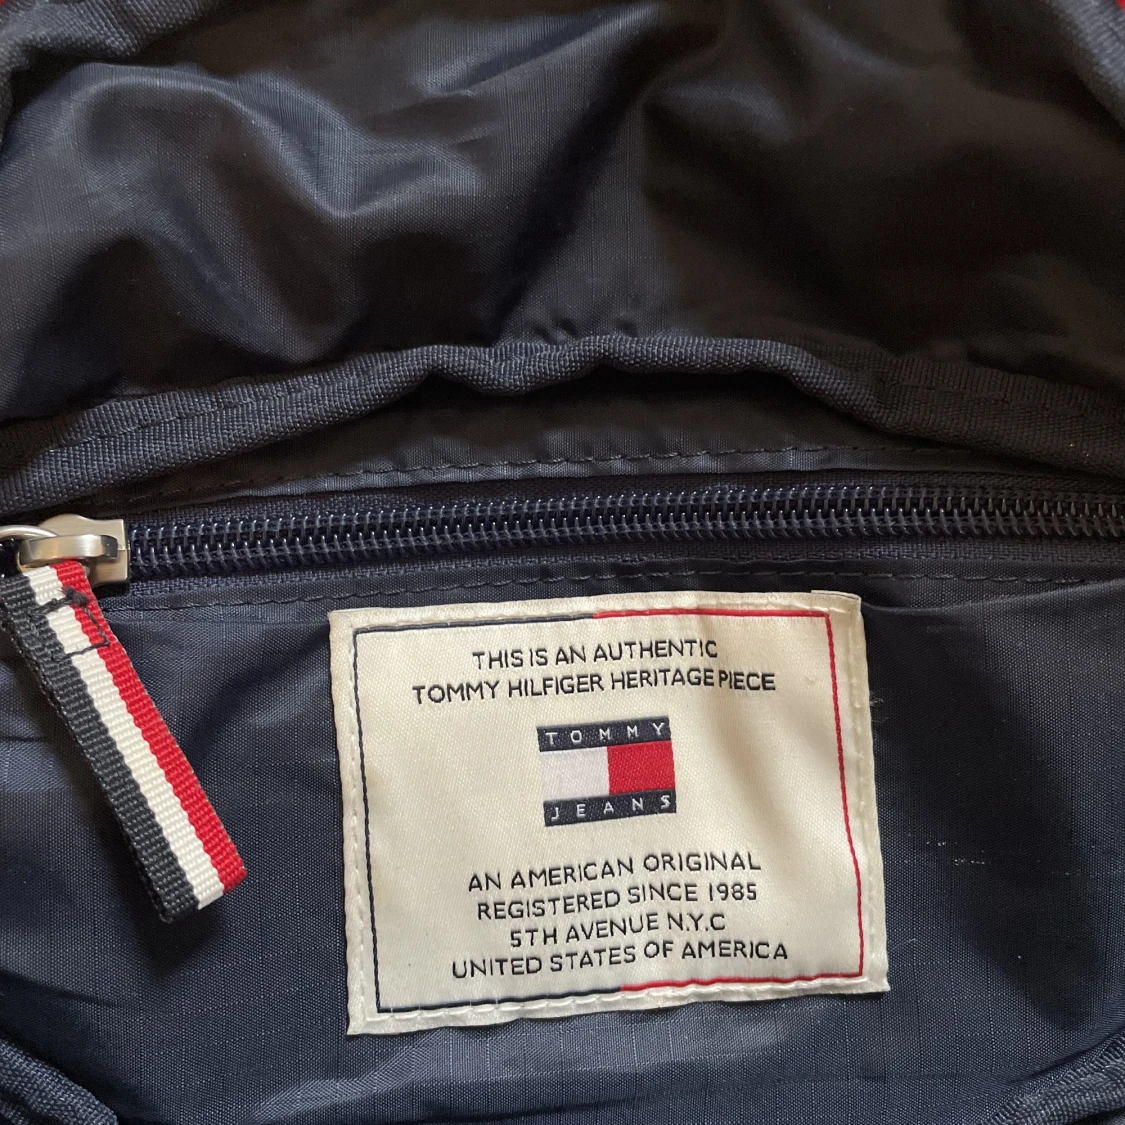 THIS IS AN AUTHENTIC
TOMMY HILFIGER HERITAGE PIECE
TOMMY
JEANS
AN AMERICAN ORIGINAL
REGISTERED SINCE 1985
5TH AVENUE N.Y.C
UNITED STATES OF AMERICA